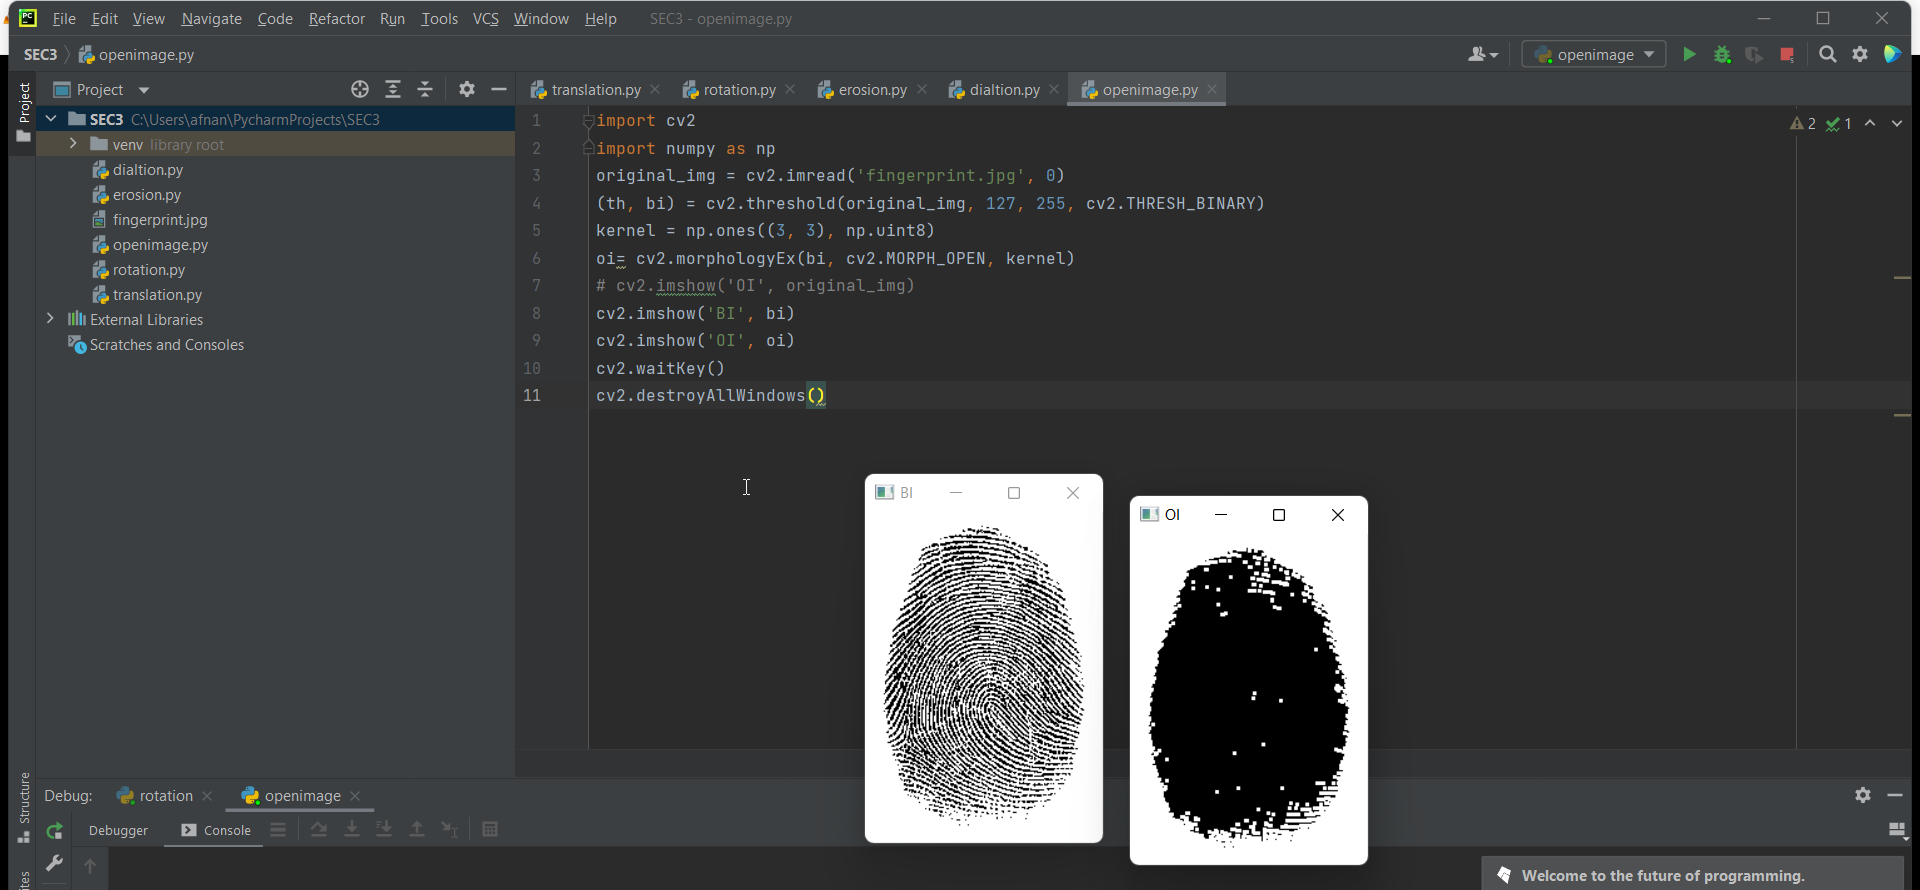 PC File Edit View Navigate Code Refactor Run Tools VCS Window Help SEC3 - openimage.py
SEC3 openimage.py openimage
Project Project translation.py rotation.py erosion.py dialtion.py openimage.py
SEC3 C:\Users\afnan\PycharmProjects\SEC3
venv library root
dialtion.py
erosion.py
fingerprint.jpg
openimage.py
rotation.py
translation.py
External Libraries
Scratches and Consoles
2 1
1 import cv2
2 import numpy as np
3 original_img = cv2.imread('fingerprint.jpg', 0)
4 (th, bi) = cv2.threshold(original_img, 127, 255, cv2.THRESH_BINARY)
5 kernel = np.ones((3, 3), np.uint8)
6 oi= cv2.morphologyEx(bi, cv2.MORPH_OPEN, kernel)
7 # cv2.imshow('OI', original_img)
8 cv2.imshow('BI', bi)
9 cv2.imshow('OI', oi)
10 cv2.waitKey()
11 cv2.destroyAllWindows()
BI
OI
Structure
Debug: rotation openimage
Debugger Console
Welcome to the future of programming.